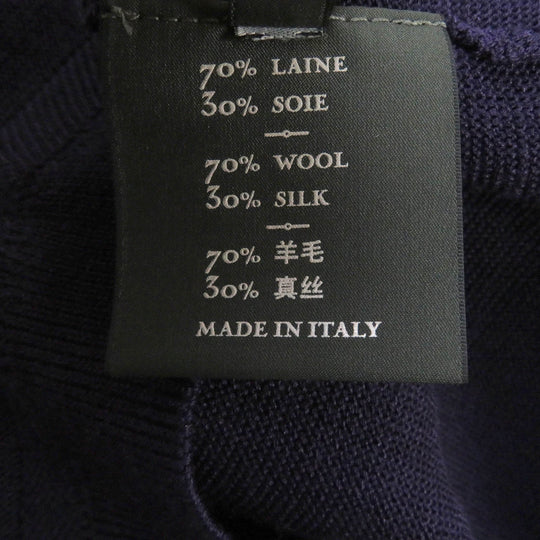 70% LAINE
30% SOIE
70% WOOL
30% SILK
70% 羊毛
30% 真丝
MADE IN ITALY